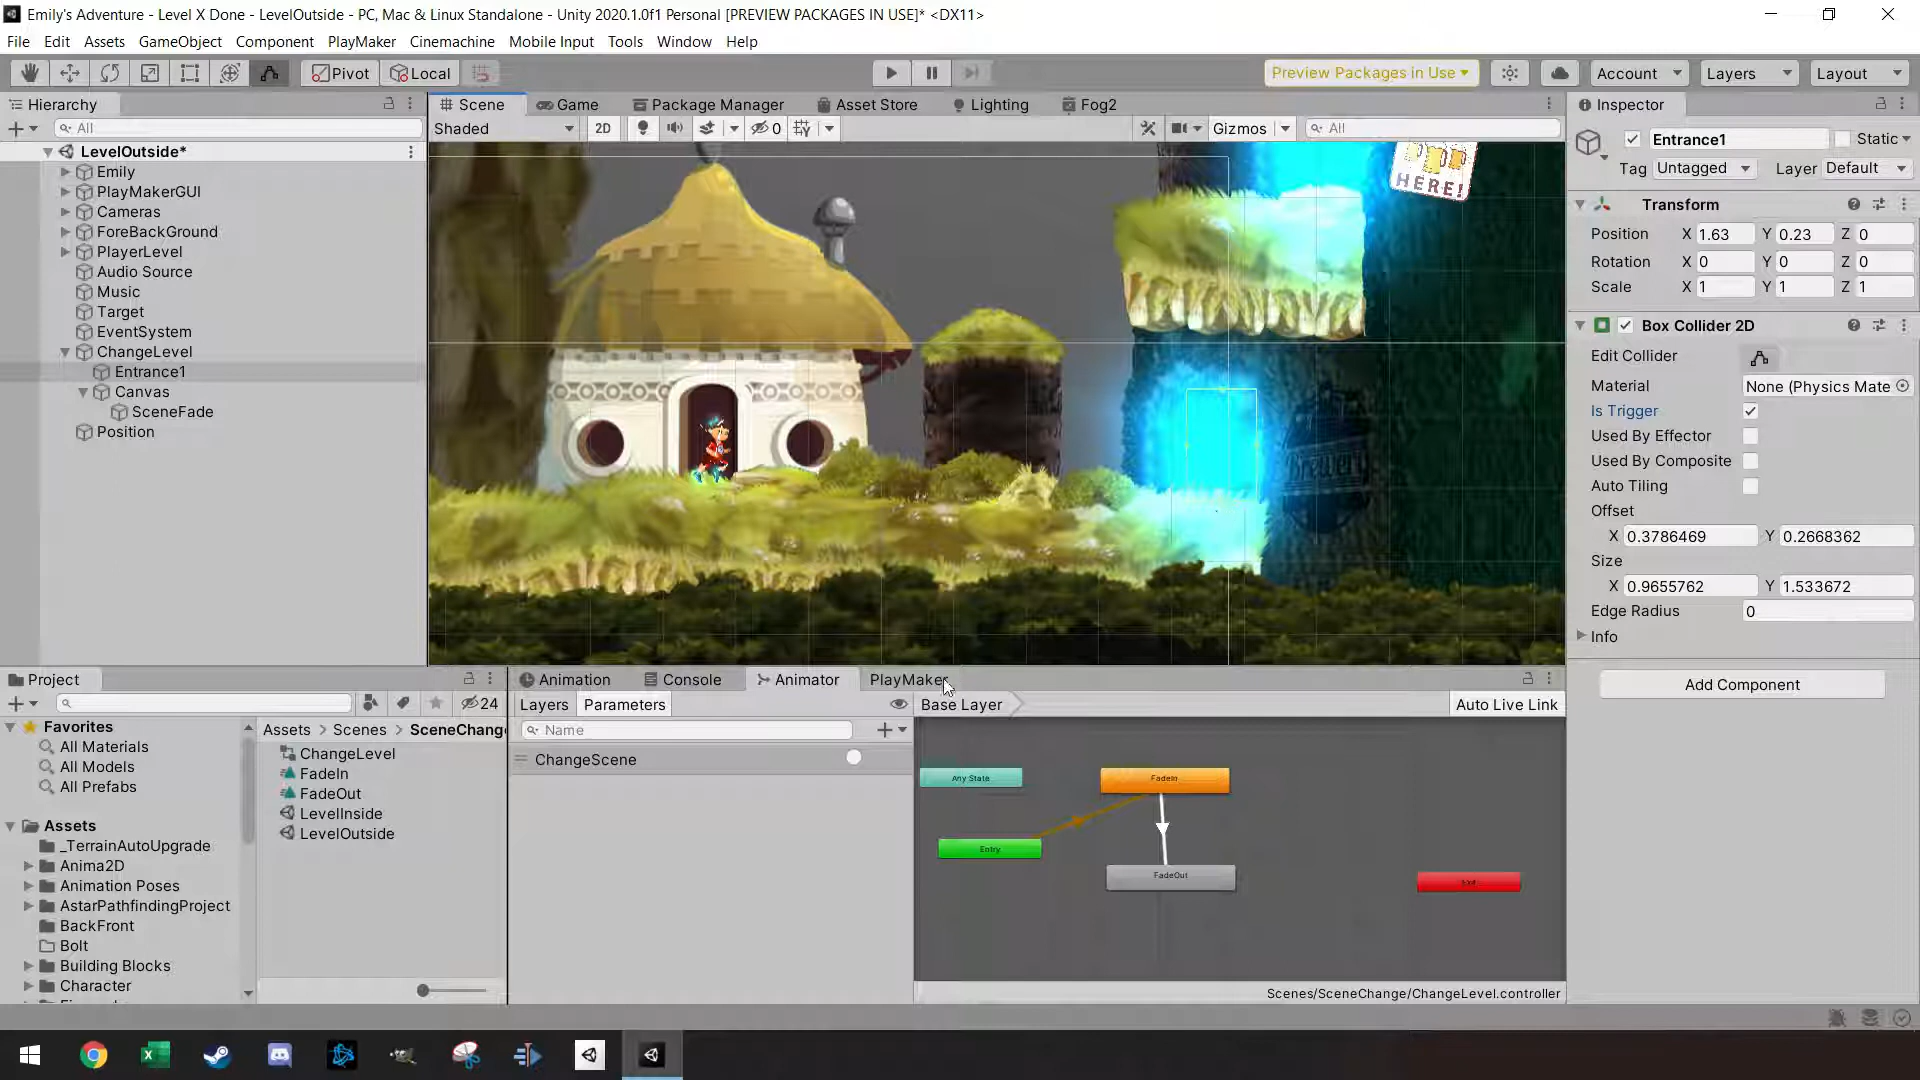 Emily's Adventure - Level X Done - LevelOutside - PC, Mac & Linux Standalone - Unity 2020.1.0f1 Personal [PREVIEW PACKAGES IN USE]* <DX11>
File Edit Assets GameObject Component PlayMaker Cinemachine Mobile Input Tools Window Help
Pivot Local Preview Packages in Use Account Layers Layout
Hierarchy
All
LevelOutside*
Emily
PlayMakerGUI
Cameras
ForeBackGround
PlayerLevel
Audio Source
Music
Target
EventSystem
ChangeLevel
Entrance1
Canvas
SceneFade
Position
Scene Game Package Manager Asset Store Lighting Fog2
Shaded 2D 0 Gizmos All
HERE!
Brewery
Inspector
Entrance1 Static
Tag Untagged Layer Default
Transform
Position X 1.63 Y 0.23 Z 0
Rotation X 0 Y 0 Z 0
Scale X 1 Y 1 Z 1
Box Collider 2D
Edit Collider
Material None (Physics Mate
Is Trigger
Used By Effector
Used By Composite
Auto Tiling
Offset
X 0.3786469 Y 0.2668362
Size
X 0.9655762 Y 1.533672
Edge Radius 0
Info
Add Component
Project
24
Favorites
All Materials
All Models
All Prefabs
Assets
_TerrainAutoUpgrade
Anima2D
Animation Poses
AstarPathfindingProject
BackFront
Bolt
Building Blocks
Character
Assets > Scenes > SceneChang
ChangeLevel
FadeIn
FadeOut
LevelInside
LevelOutside
Animation Console Animator PlayMaker
Layers Parameters Base Layer Auto Live Link
Name
ChangeScene
Any State
FadeIn
Entry
FadeOut
Exit
Scenes/SceneChange/ChangeLevel.controller